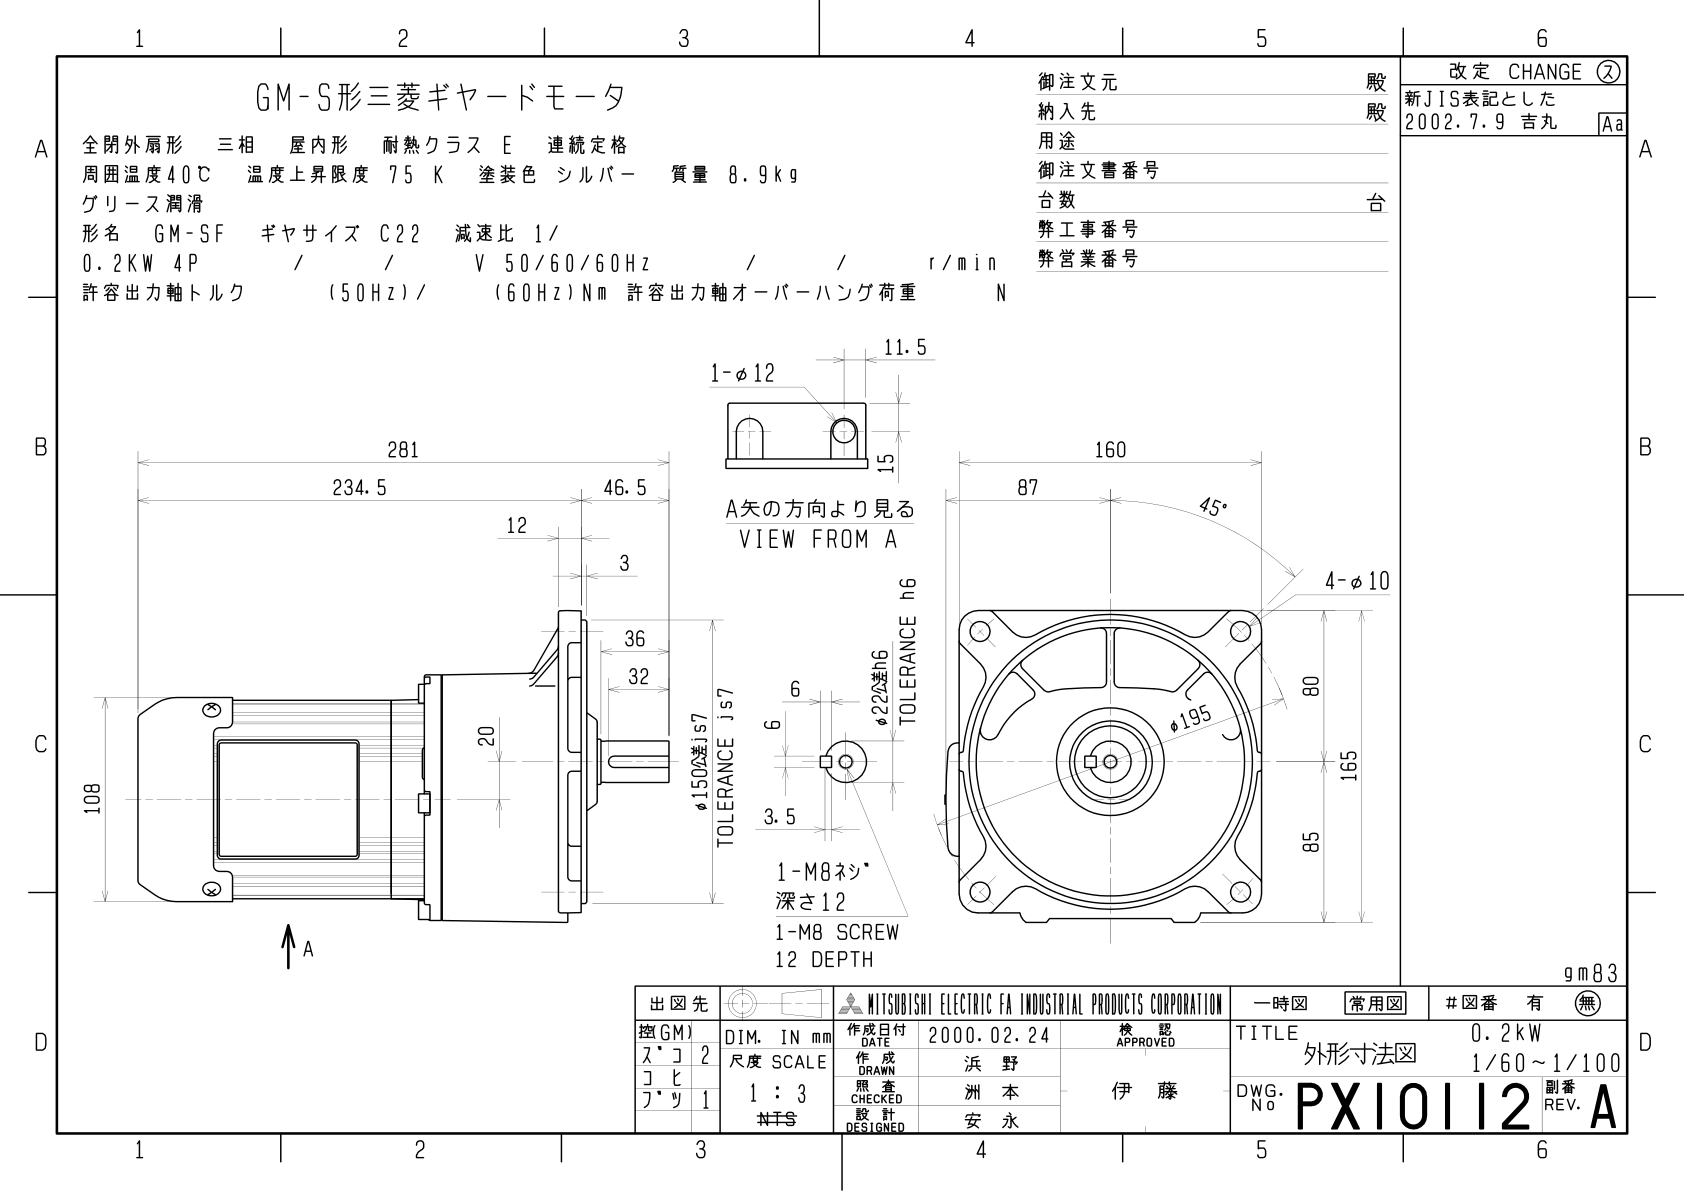 1 2 3 4 5 6
GM-S形三菱ギヤードモータ
全閉外扇形 三相 屋内形 耐熱クラス E 連続定格
周囲温度40℃ 温度上昇限度 75 K 塗装色 シルバー 質量 8.9kg
グリース潤滑
形名 GM-SF ギヤサイズ C22 減速比 1/
0.2KW 4P / / V 50/60/60Hz / / r/min
許容出力軸トルク (50Hz)/ (60Hz)Nm 許容出力軸オーバーハング荷重 N
御注文元 殿
納入先 殿
用途
御注文書番号
台数 台
弊工事番号
弊営業番号
改定 CHANGE ス
新JIS表記とした
2002.7.9 吉丸 Aa
A A
B B
C C
D D
11.5
1-φ12
15
A矢の方向より見る
VIEW FROM A
281
234.5 46.5
12
3
36
32
20
108
φ150公差js7
TOLERANCE js7
A
6
6
3.5
φ22公差h6
TOLERANCE h6
1-M8ネジ
深さ12
1-M8 SCREW
12 DEPTH
160
87
45°
4-φ10
φ195
80
165
85
gm83
出図先
控(GM)
ズコ 2
コヒ
ブツ 1
DIM. IN mm
尺度 SCALE
1 : 3
NTS
MITSUBISHI ELECTRIC FA INDUSTRIAL PRODUCTS CORPORATION
作成日付
DATE
2000.02.24
検 認
APPROVED
作 成
DRAWN
浜 野
照 査
CHECKED
洲 本
伊 藤
設 計
DESIGNED
安 永
一時図 常用図 #図番 有 無
TITLE
外形寸法図
0.2kW
1/60~1/100
DWG.
No
PX10112
副番
REV.
A
1 2 3 4 5 6